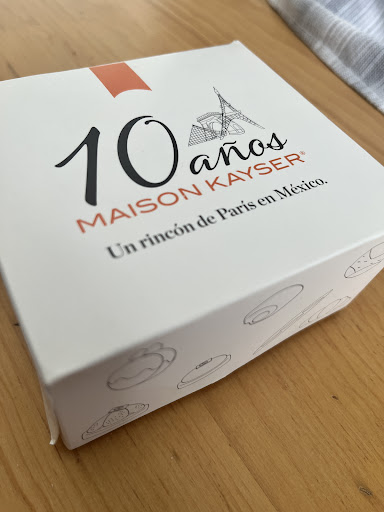 10 años
MAISON KAYSER®
Un rincón de París en México.